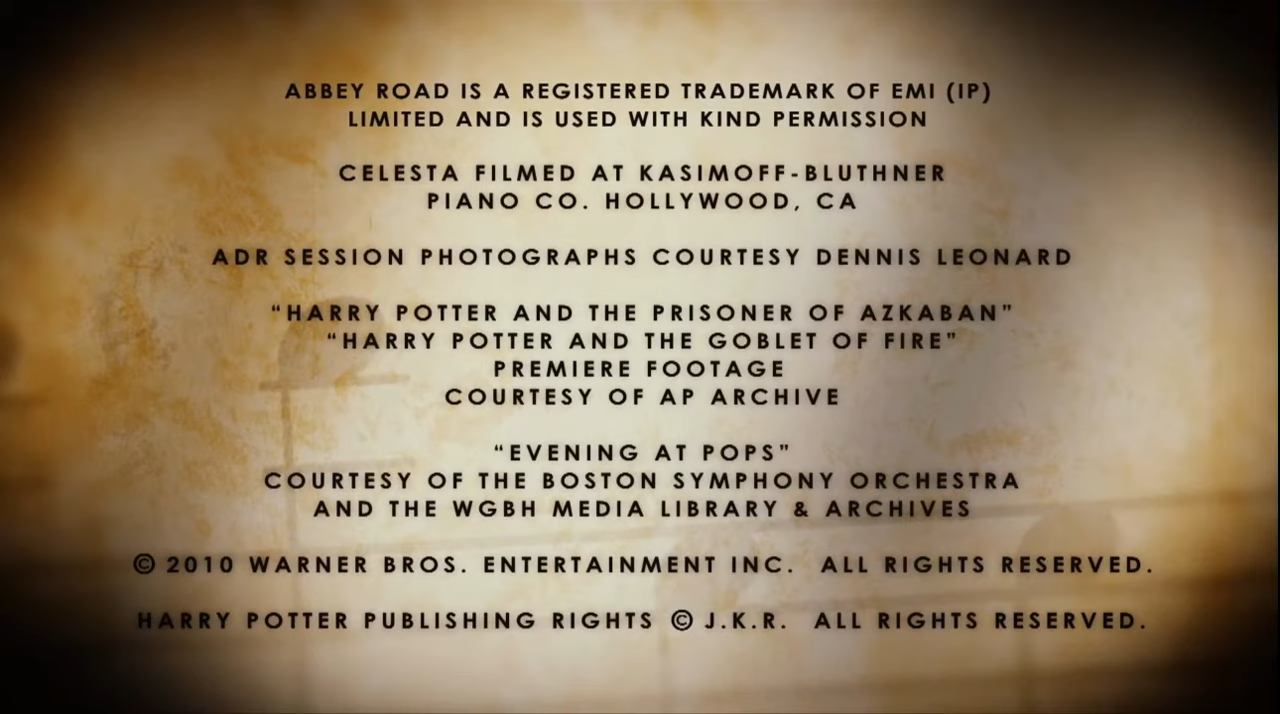 ABBEY ROAD IS A REGISTERED TRADEMARK OF EMI (IP)
LIMITED AND IS USED WITH KIND PERMISSION
CELESTA FILMED AT KASIMOFF-BLUTHNER
PIANO CO. HOLLYWOOD, CA
ADR SESSION PHOTOGRAPHS COURTESY DENNIS LEONARD
“HARRY POTTER AND THE PRISONER OF AZKABAN”
“HARRY POTTER AND THE GOBLET OF FIRE”
PREMIERE FOOTAGE
COURTESY OF AP ARCHIVE
“EVENING AT POPS”
COURTESY OF THE BOSTON SYMPHONY ORCHESTRA
AND THE WGBH MEDIA LIBRARY & ARCHIVES
© 2010 WARNER BROS. ENTERTAINMENT INC.  ALL RIGHTS RESERVED.
HARRY POTTER PUBLISHING RIGHTS © J.K.R.  ALL RIGHTS RESERVED.